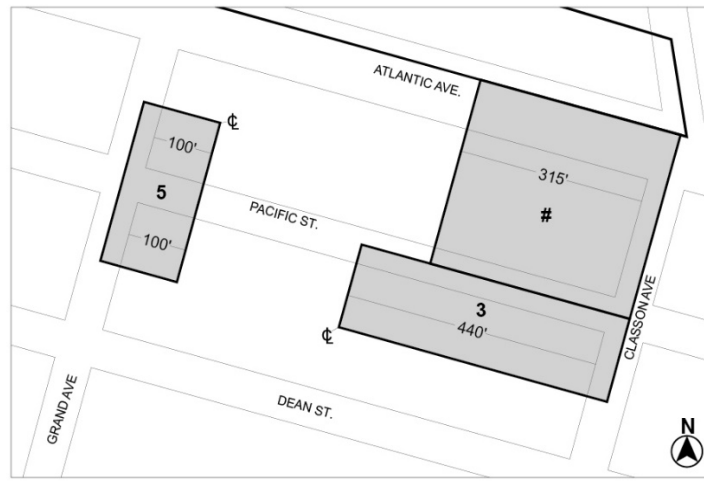 ATLANTIC AVE.
℄
100'
315'
5
#
PACIFIC ST.
100'
3
440'
℄
CLASSON AVE
DEAN ST.
GRAND AVE
N